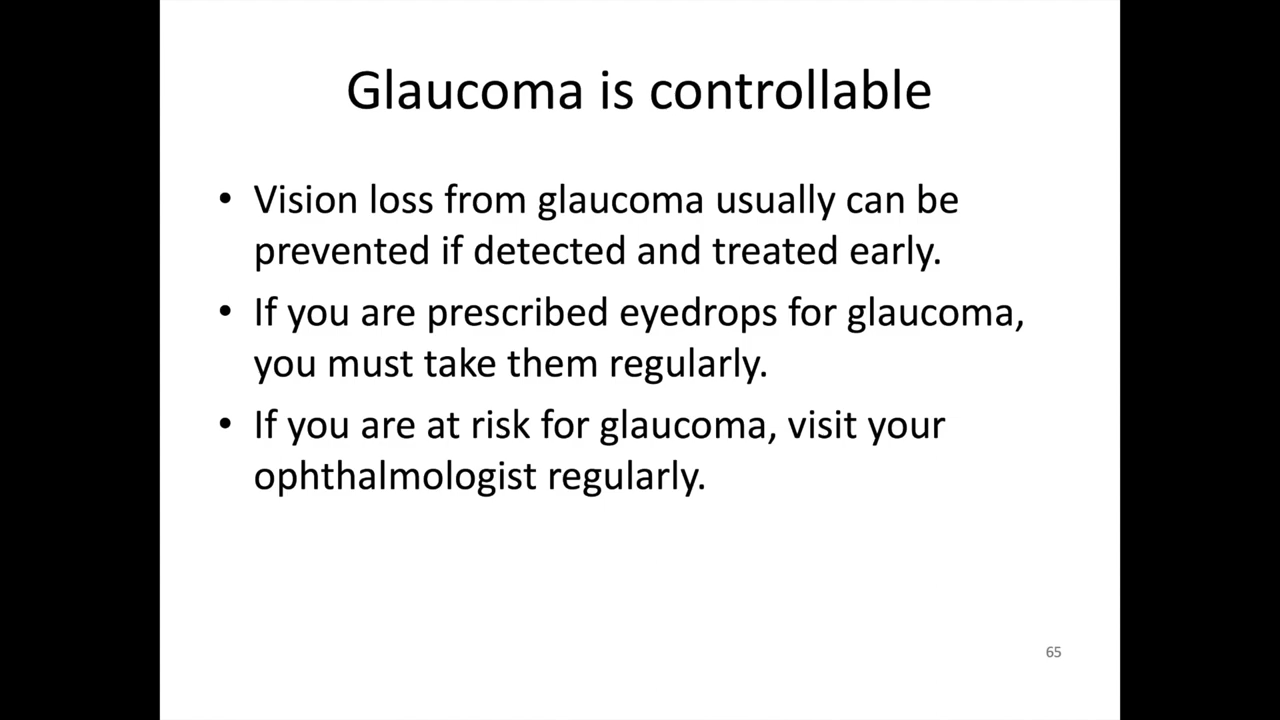 Glaucoma is controllable
• Vision loss from glaucoma usually can be
prevented if detected and treated early.
• If you are prescribed eyedrops for glaucoma,
you must take them regularly.
• If you are at risk for glaucoma, visit your
ophthalmologist regularly.
65